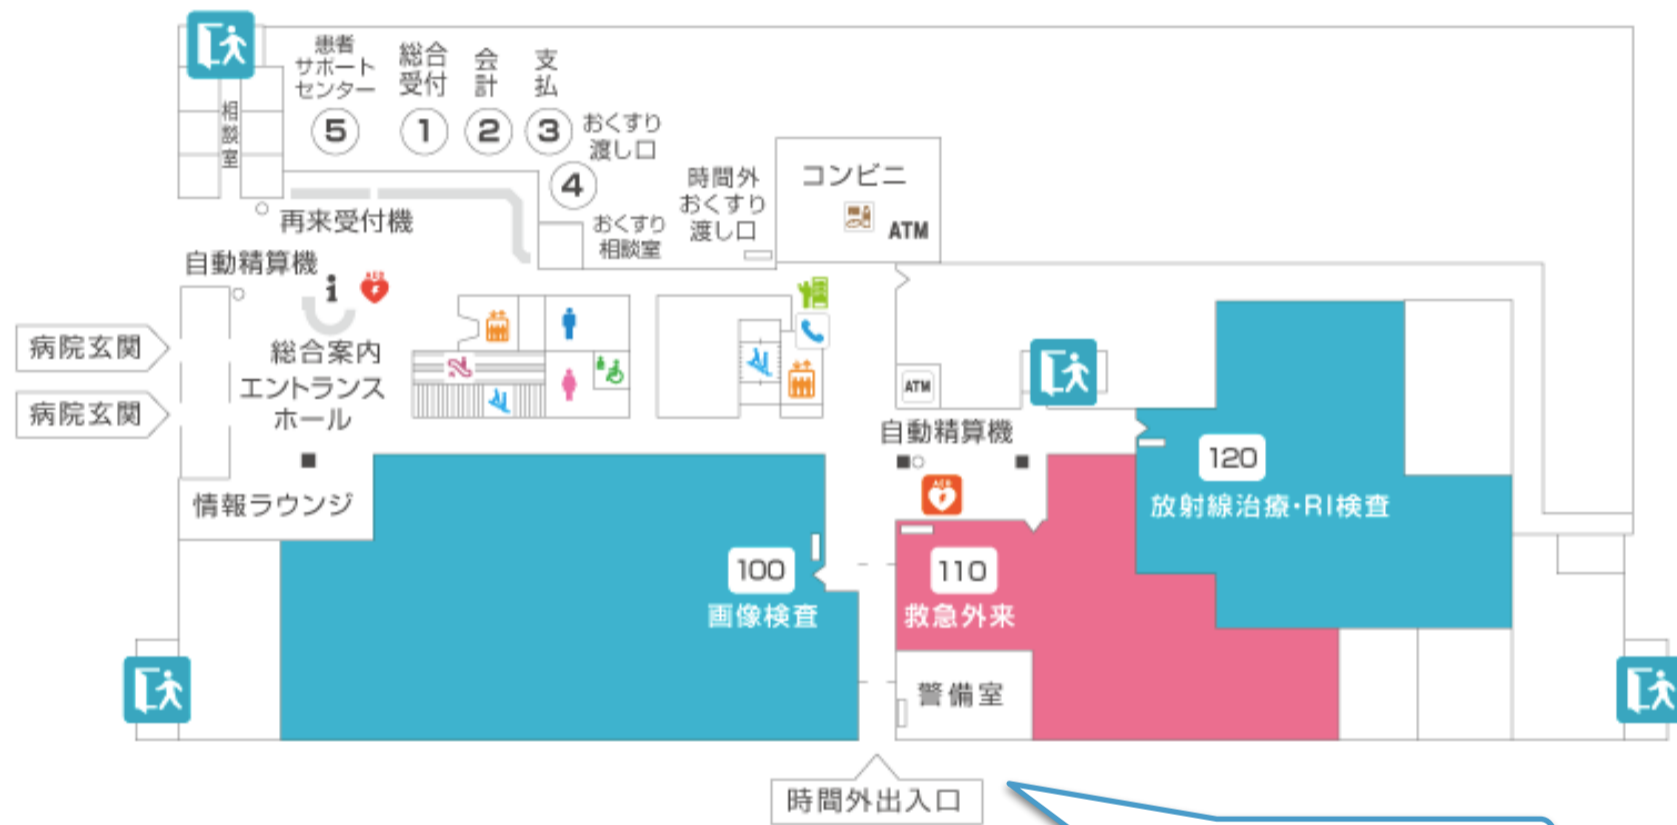 患者
サポート
センター
⑤
総合
受付
①
会
計
②
支
払
③
おくすり
渡し口
④
相
談
室
再来受付機
おくすり
相談室
時間外
おくすり
渡し口
コンビニ
ATM
自動精算機
i
AED
総合案内
病院玄関
病院玄関
エントランス
ホール
ATM
自動精算機
AED
情報ラウンジ
100
画像検査
110
救急外来
120
放射線治療・RI検査
警備室
時間外出入口